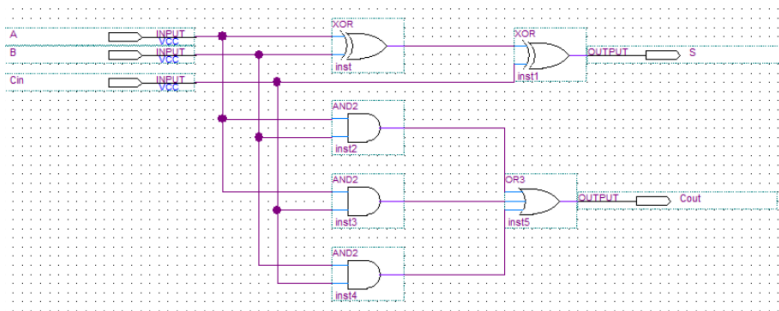 A INPUT VCC
B INPUT VCC
Cin INPUT VCC
XOR
inst
XOR
inst1
OUTPUT S
AND2
inst2
AND2
inst3
AND2
inst4
OR3
inst5
OUTPUT Cout